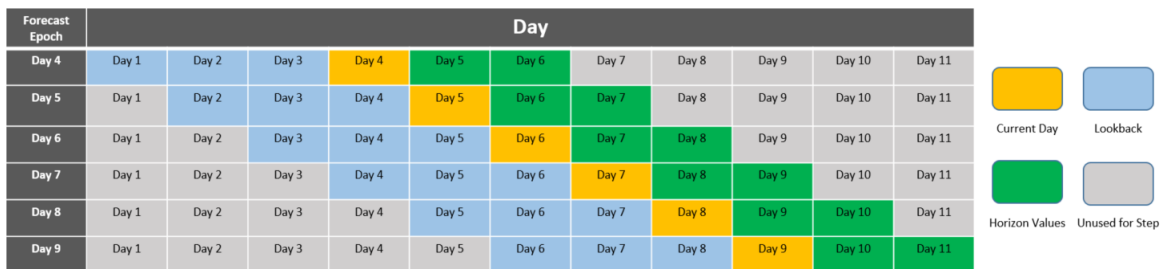 Forecast
Epoch
Day
Day 4 Day 1 Day 2 Day 3 Day 4 Day 5 Day 6 Day 7 Day 8 Day 9 Day 10 Day 11
Day 5 Day 1 Day 2 Day 3 Day 4 Day 5 Day 6 Day 7 Day 8 Day 9 Day 10 Day 11
Day 6 Day 1 Day 2 Day 3 Day 4 Day 5 Day 6 Day 7 Day 8 Day 9 Day 10 Day 11
Day 7 Day 1 Day 2 Day 3 Day 4 Day 5 Day 6 Day 7 Day 8 Day 9 Day 10 Day 11
Day 8 Day 1 Day 2 Day 3 Day 4 Day 5 Day 6 Day 7 Day 8 Day 9 Day 10 Day 11
Day 9 Day 1 Day 2 Day 3 Day 4 Day 5 Day 6 Day 7 Day 8 Day 9 Day 10 Day 11
Current Day Lookback
Horizon Values Unused for Step